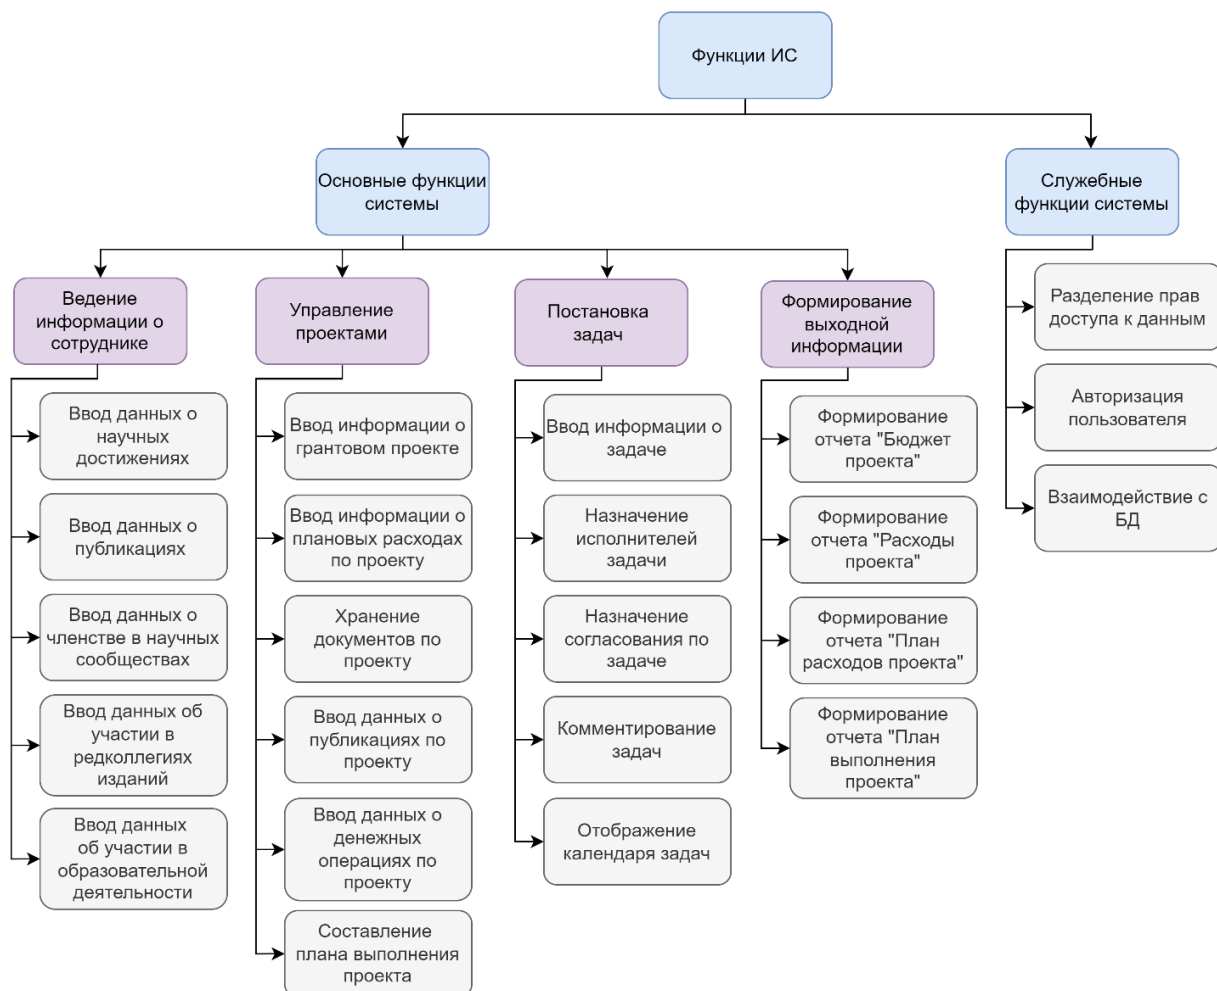 Функции ИС
Основные функции
системы
Служебные
функции системы
Ведение
информации о
сотруднике
Управление
проектами
Постановка
задач
Формирование
выходной
информации
Ввод данных о
научных
достижениях
Ввод данных о
публикациях
Ввод данных о
членстве в научных
сообществах
Ввод данных об
участии в
редколлегиях
изданий
Ввод данных
об участии в
образовательной
деятельности
Ввод информации о
грантовом проекте
Ввод информации о
плановых расходах
по проекту
Хранение
документов по
проекту
Ввод данных о
публикациях по
проекту
Ввод данных о
денежных
операциях по
проекту
Составление
плана выполнения
проекта
Ввод информации о
задаче
Назначение
исполнителей
задачи
Назначение
согласования по
задаче
Комментирование
задач
Отображение
календаря задач
Формирование
отчета "Бюджет
проекта"
Формирование
отчета "Расходы
проекта"
Формирование
отчета "План
расходов проекта"
Формирование
отчета "План
выполнения
проекта"
Разделение прав
доступа к данным
Авторизация
пользователя
Взаимодействие с
БД